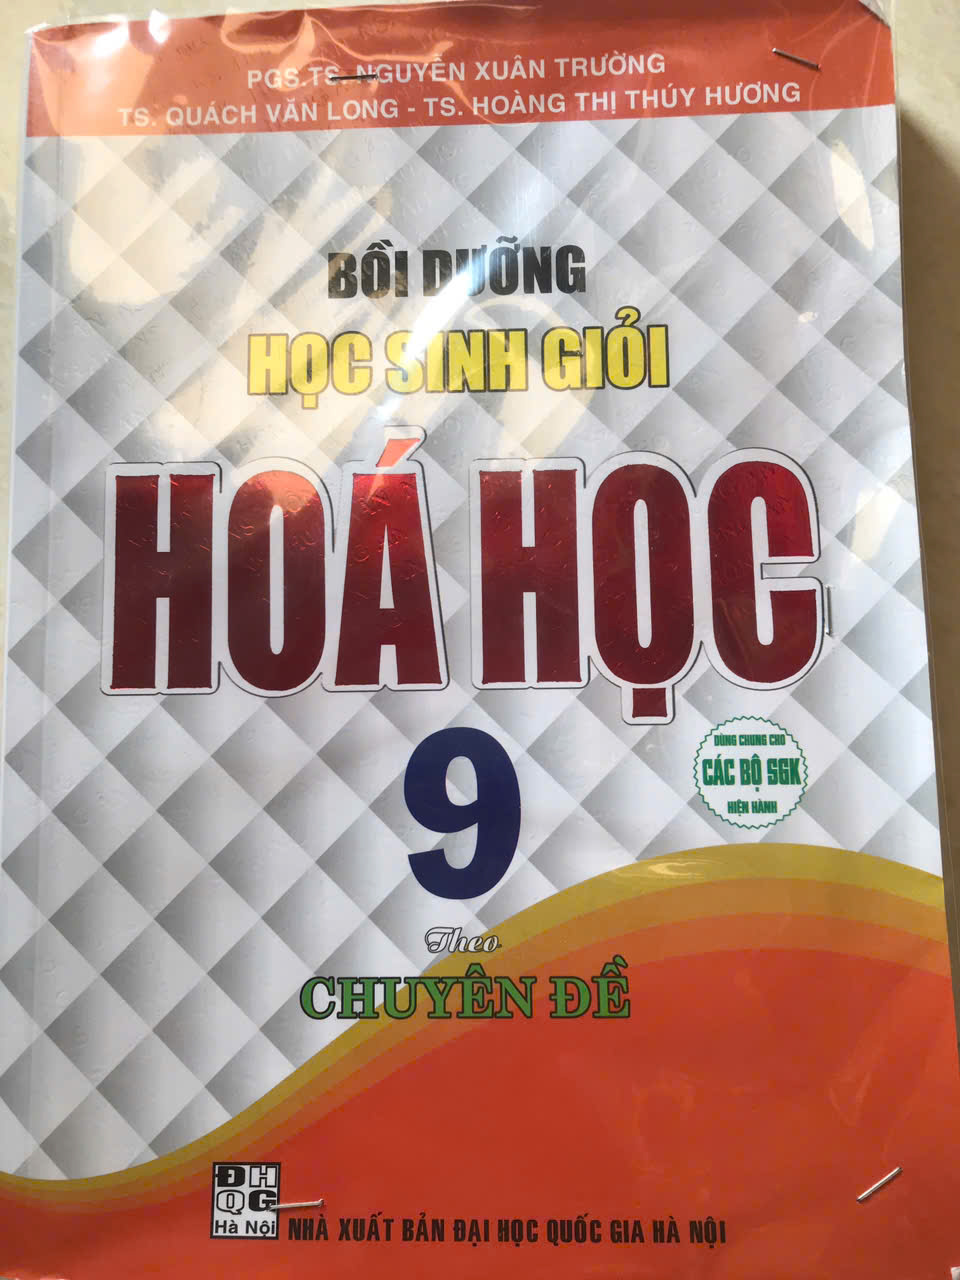 PGS.TS. NGUYỄN XUÂN TRƯỜNG
TS. QUÁCH VĂN LONG - TS. HOÀNG THỊ THÚY HƯƠNG
BỒI DƯỠNG
HỌC SINH GIỎI
HOÁ HỌC
9
DÙNG CHUNG CHO
CÁC BỘ SGK
HIỆN HÀNH
Theo
CHUYÊN ĐỀ
ĐH
QG
Hà Nội
NHÀ XUẤT BẢN ĐẠI HỌC QUỐC GIA HÀ NỘI